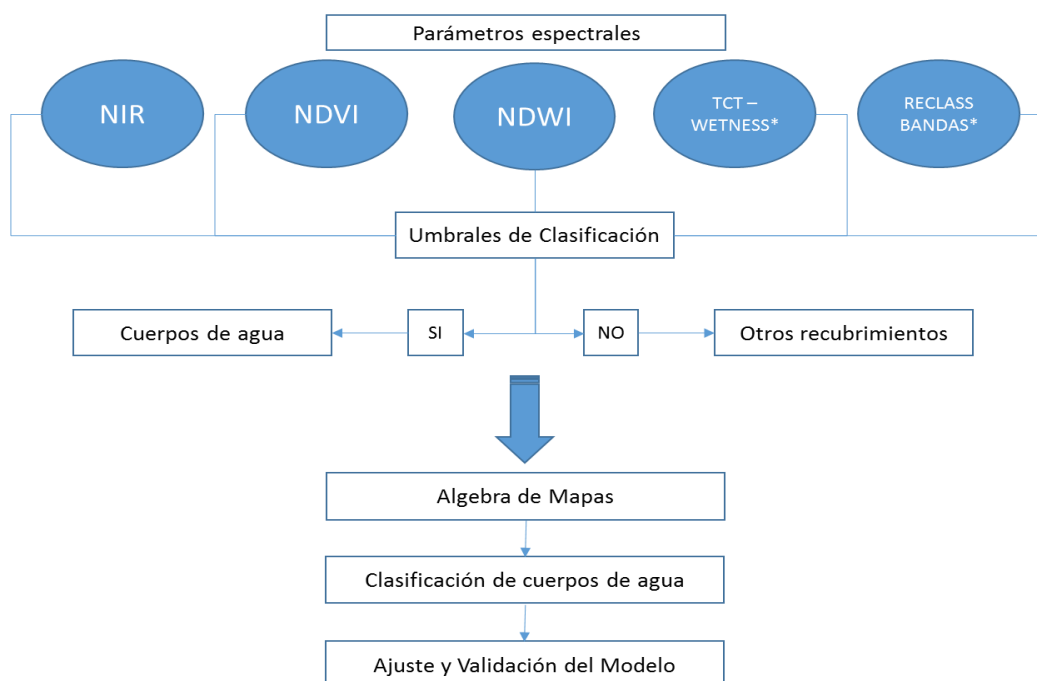 Parámetros espectrales
NIR
NDVI
NDWI
TCT –
WETNESS*
RECLASS
BANDAS*
Umbrales de Clasificación
Cuerpos de agua
SI
NO
Otros recubrimientos
Algebra de Mapas
Clasificación de cuerpos de agua
Ajuste y Validación del Modelo